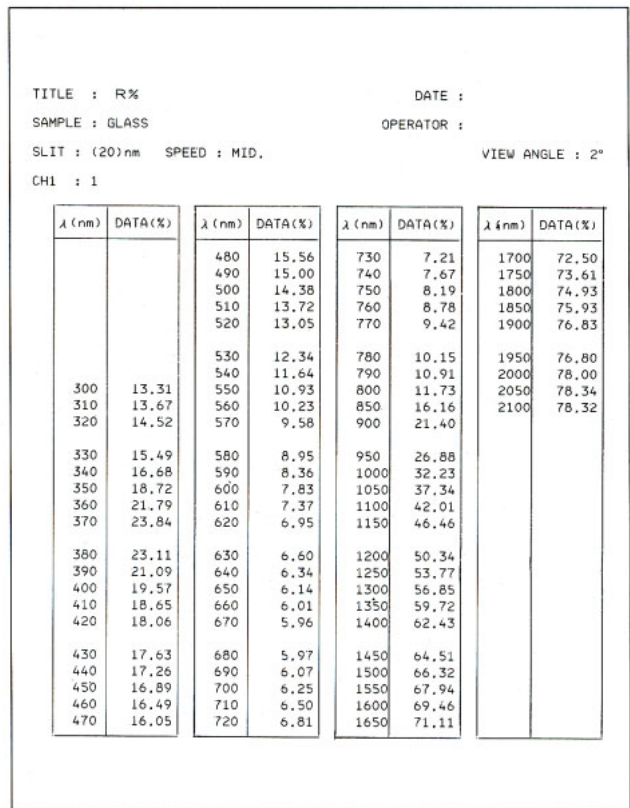 TITLE : R% DATE :
SAMPLE : GLASS OPERATOR :
SLIT : (20)nm SPEED : MID. VIEW ANGLE : 2°
CH1 : 1
λ (nm) DATA(%) λ (nm) DATA(%) λ (nm) DATA(%) λ (nm) DATA(%)
480 15.56 730 7.21 1700 72.50
490 15.00 740 7.67 1750 73.61
500 14.38 750 8.19 1800 74.93
510 13.72 760 8.78 1850 75.93
520 13.05 770 9.42 1900 76.83
530 12.34 780 10.15 1950 76.80
540 11.64 790 10.91 2000 78.00
300 13.31 550 10.93 800 11.73 2050 78.34
310 13.67 560 10.23 850 16.16 2100 78.32
320 14.52 570 9.58 900 21.40
330 15.49 580 8.95 950 26.88
340 16.68 590 8.36 1000 32.23
350 18.72 600 7.83 1050 37.34
360 21.79 610 7.37 1100 42.01
370 23.84 620 6.95 1150 46.46
380 23.11 630 6.60 1200 50.34
390 21.09 640 6.34 1250 53.77
400 19.57 650 6.14 1300 56.85
410 18.65 660 6.01 1350 59.72
420 18.06 670 5.96 1400 62.43
430 17.63 680 5.97 1450 64.51
440 17.26 690 6.07 1500 66.32
450 16.89 700 6.25 1550 67.94
460 16.49 710 6.50 1600 69.46
470 16.05 720 6.81 1650 71.11